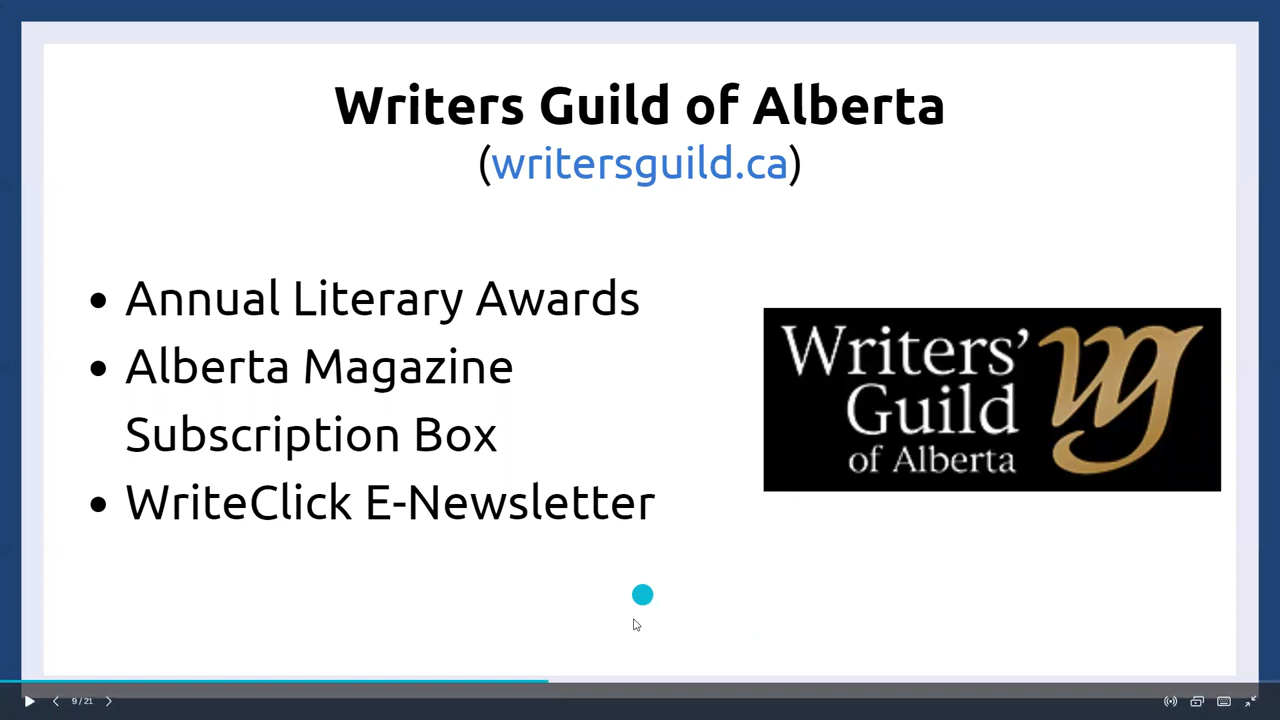 Writers Guild of Alberta
(writersguild.ca)
• Annual Literary Awards
• Alberta Magazine
Subscription Box
• WriteClick E-Newsletter
Writers’
Guild
of Alberta
wg
9 / 21